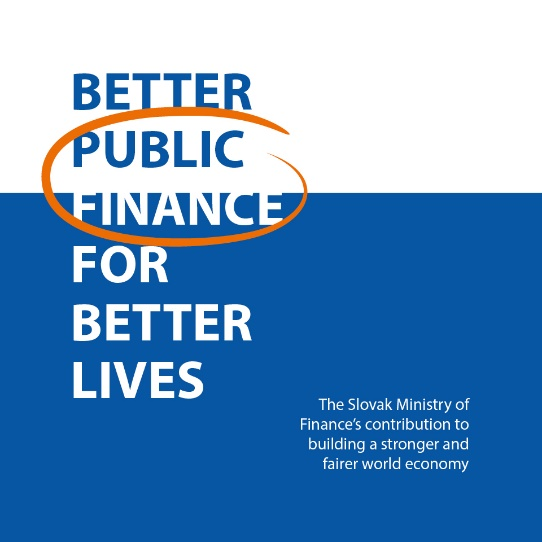 BETTER
PUBLIC
FINANCE
FOR
BETTER
LIVES
The Slovak Ministry of
Finance's contribution to
building a stronger and
fairer world economy